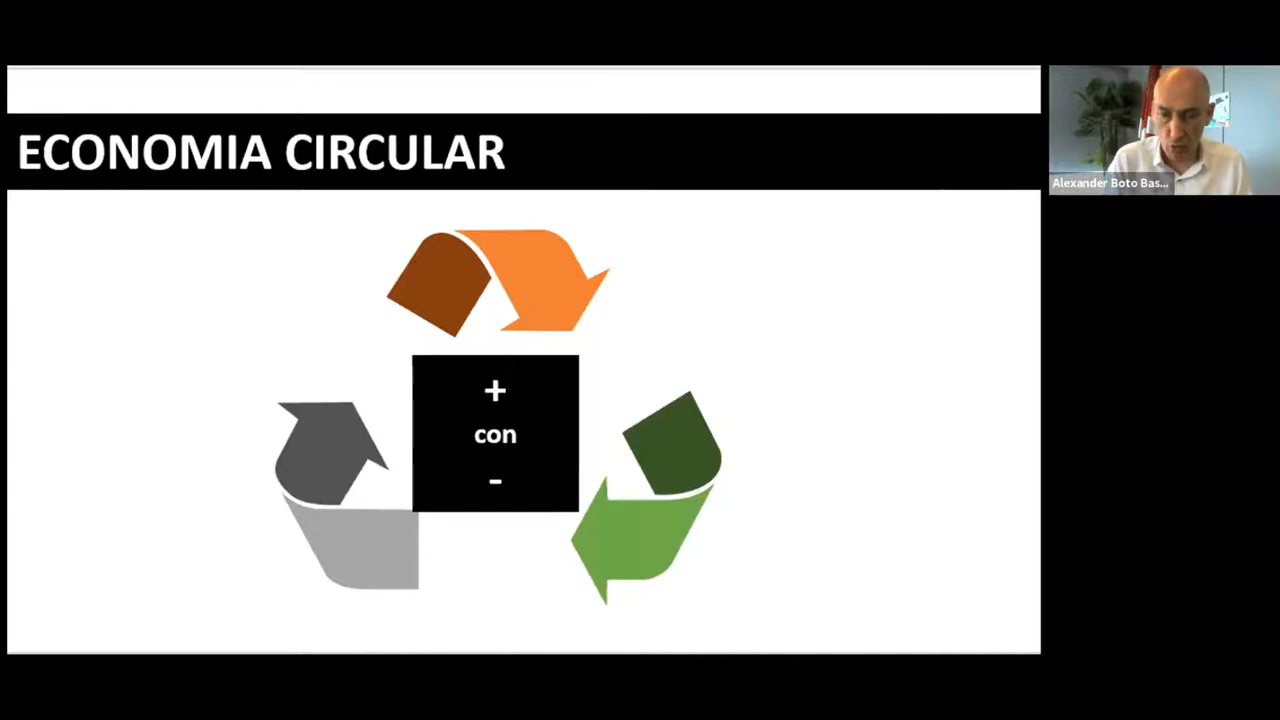 ECONOMIA CIRCULAR
Alexander Boto Bas...
+
con
-